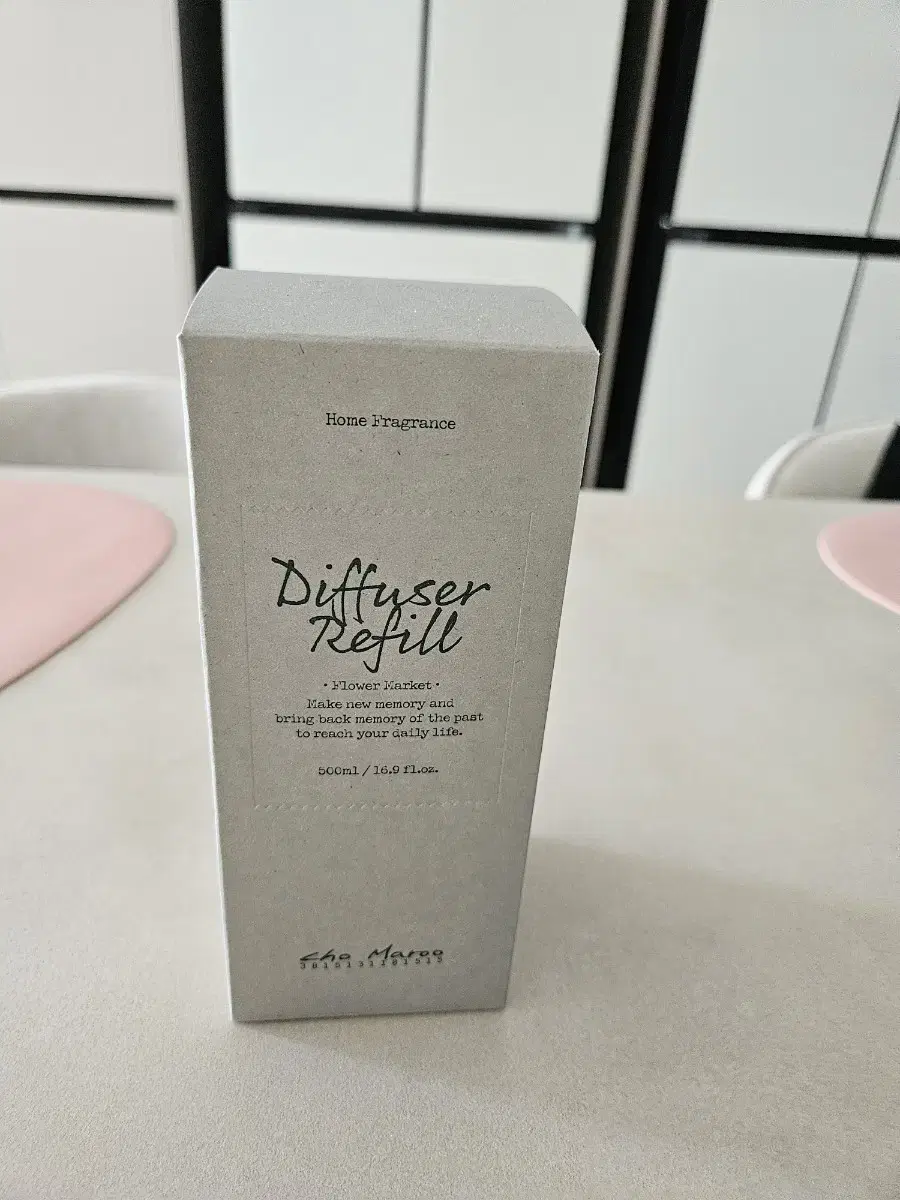 Home Fragrance
Diffuser
Refill
• Flower Market •
Make new memory and
bring back memory of the past
to reach your daily life.
500ml / 16.9 fl.oz.
Cho Maroo